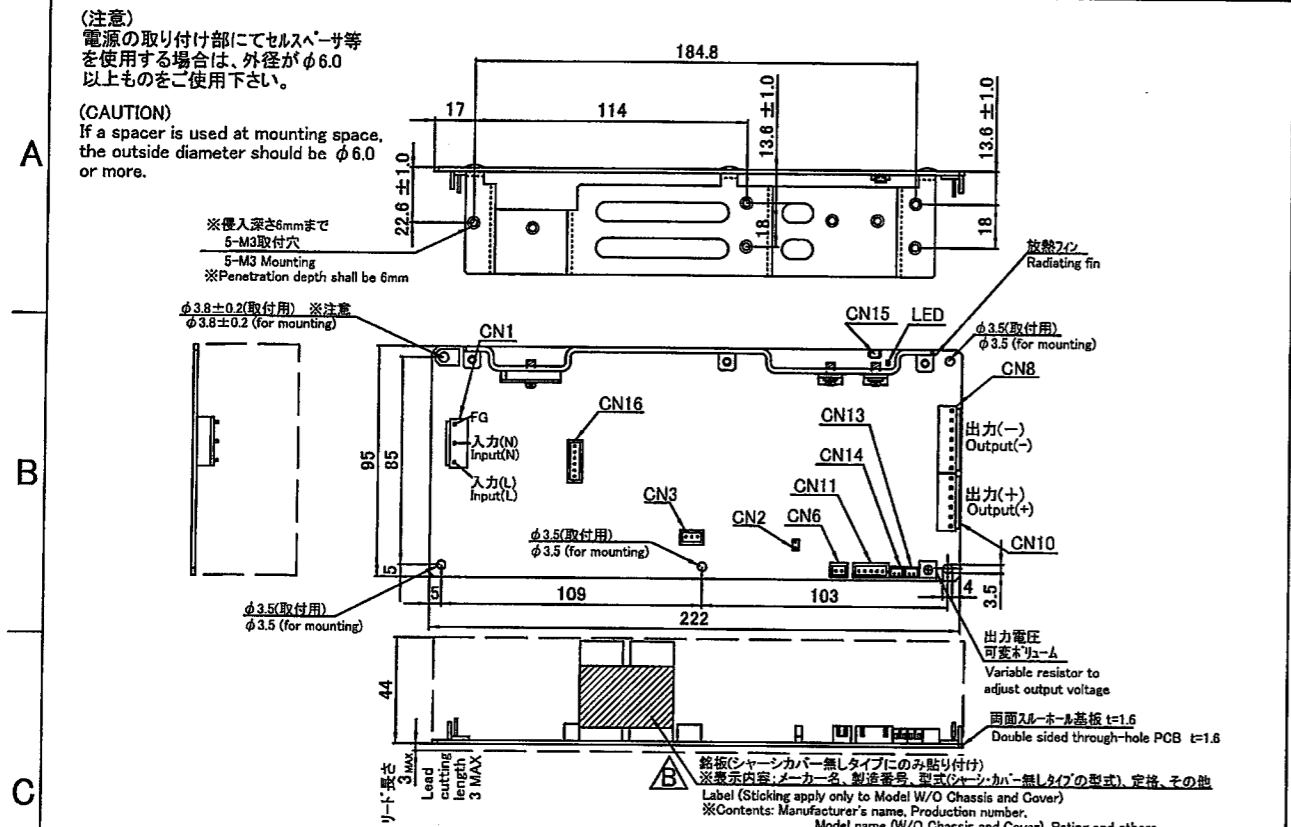 (注意)
電源の取り付け部にてセルスペーサ等
を使用する場合は、外径がφ6.0
以上ものをご使用下さい。
(CAUTION)
If a spacer is used at mounting space,
the outside diameter should be φ6.0
or more.
A
184.8
17
114
13.6 ±1.0
13.6 ±1.0
22.6 ±1.0
18
18
※侵入深さ6mmまで
5-M3取付穴
5-M3 Mounting
※Penetration depth shall be 6mm
放熱フィン
Radiating fin
φ3.8±0.2(取付用) ※注意
φ3.8±0.2 (for mounting)
CN1
CN15
LED
φ3.5(取付用)
φ3.5 (for mounting)
CN8
B
FG
入力(N)
Input(N)
入力(L)
Input(L)
CN16
CN13
出力(-)
Output(-)
CN14
CN11
出力(+)
Output(+)
CN3
CN2
CN6
CN10
95
85
5
φ3.5(取付用)
φ3.5 (for mounting)
5
109
103
4
3.5
222
φ3.5(取付用)
φ3.5 (for mounting)
出力電圧
可変ボリューム
Variable resistor to
adjust output voltage
44
両面スルーホール基板 t=1.6
Double sided through-hole PCB t=1.6
C
リード長さ
3 MAX
Lead
cutting
length
3 MAX
B
銘板(シャーシカバー無しタイプにのみ貼り付け)
※表示内容:メーカー名、製造番号、型式(シャーシ・カバー無しタイプの型式)、定格、その他
Label (Sticking apply only to Model W/O Chassis and Cover)
※Contents: Manufacturer's name, Production number,
Model name (W/O Chassis and Cover), Rating and others